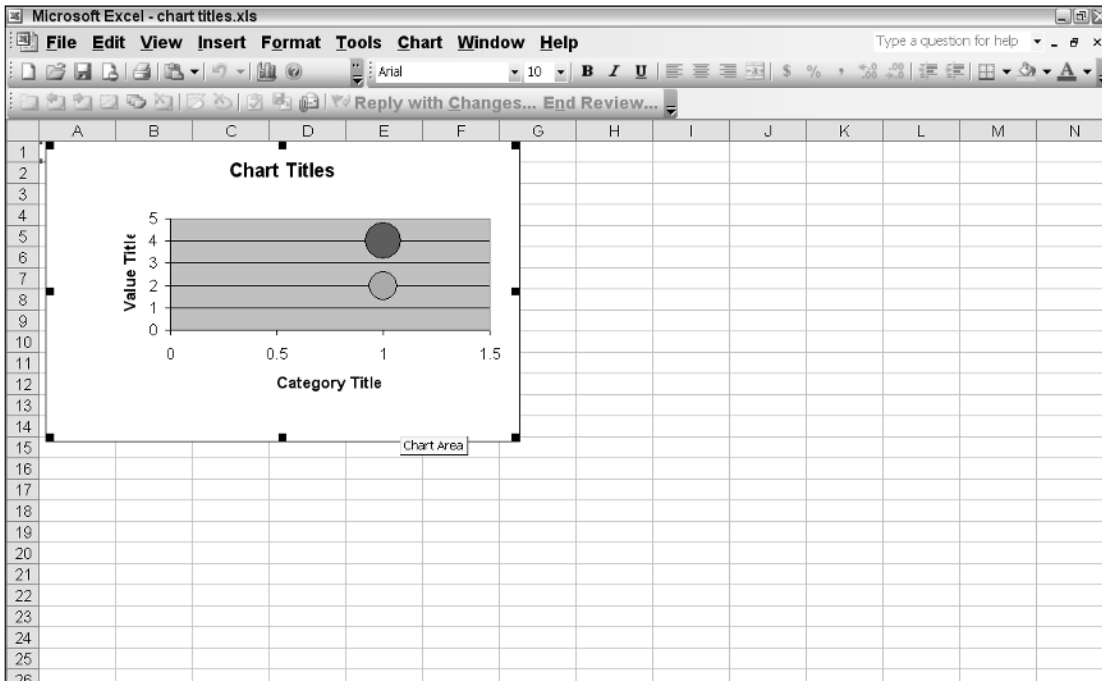 Microsoft Excel - chart titles.xls
File Edit View Insert Format Tools Chart Window Help Type a question for help
Arial 10 B I U $ % , .00 .00
Reply with Changes... End Review...
A B C D E F G H I J K L M N
1
2 Chart Titles
3
4 5
5 4
6 3
7 2
8 1
9 0
Value Title
10
11 0 0.5 1 1.5
12 Category Title
13
14
15 Chart Area
16
17
18
19
20
21
22
23
24
25
26